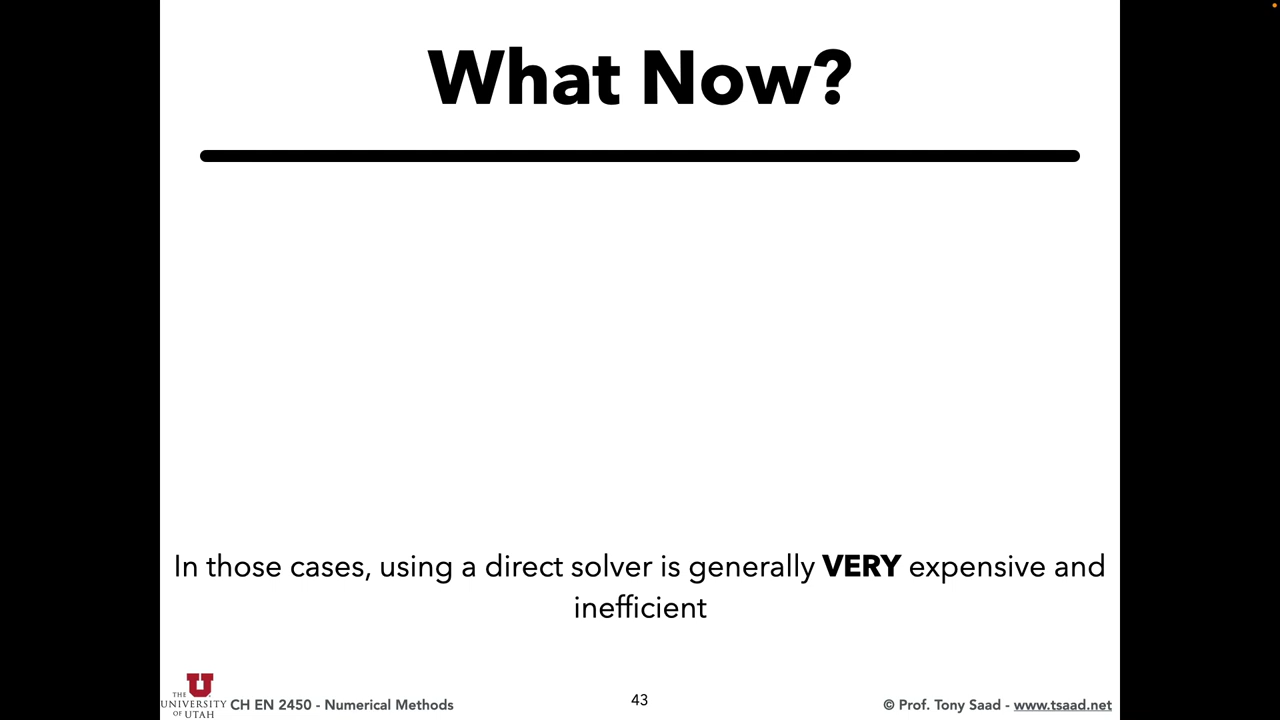 What Now?
In those cases, using a direct solver is generally VERY expensive and
inefficient
THE
UNIVERSITY
OF UTAH
CH EN 2450 - Numerical Methods
43
© Prof. Tony Saad - www.tsaad.net